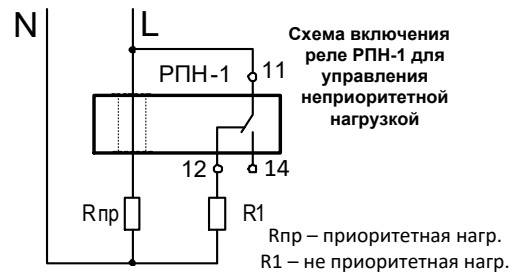 N
L
Схема включения
реле РПН-1 для
управления
неприоритетной
нагрузкой
РПН-1
11
12
14
Rпр
R1
Rпр – приоритетная нагр.
R1 – не приоритетная нагр.